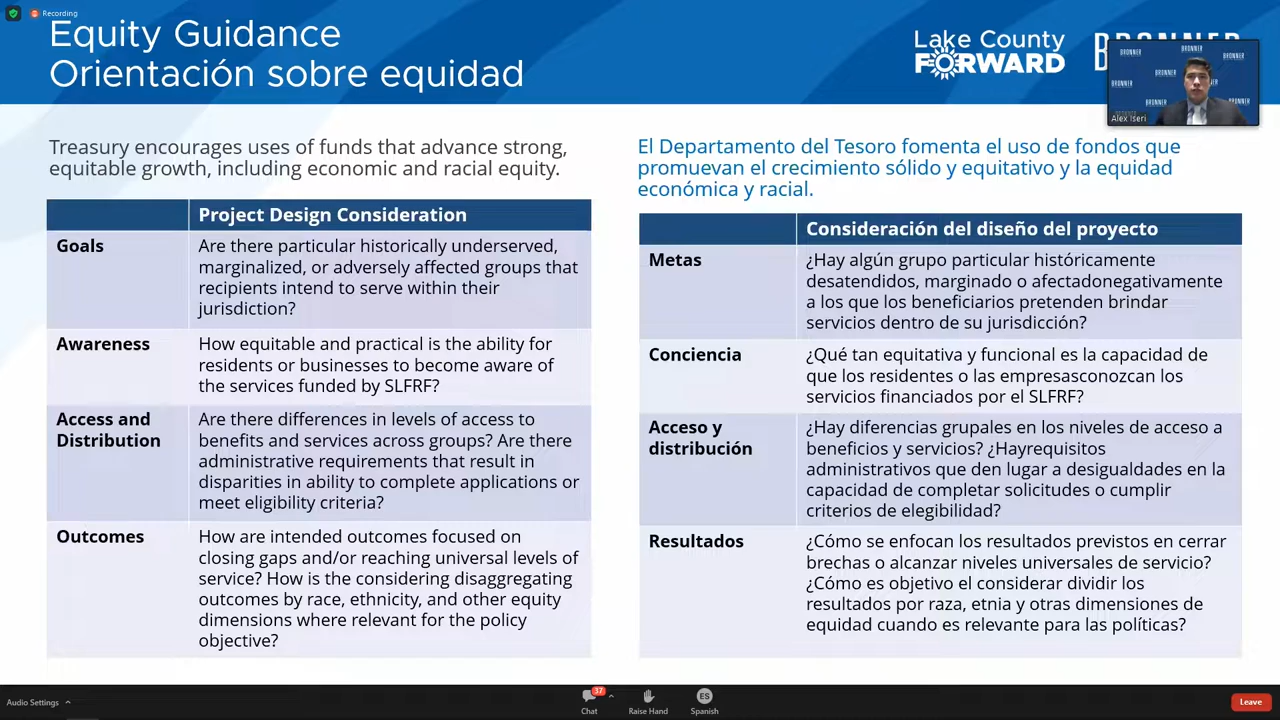 Recording
Equity Guidance
Orientación sobre equidad
Lake County
FORWARD
BRONNER
BRONNER
BRONNER
BRONNER
BRONNER
BRONNER
BRONNER
BRONNER
Alex Iseri
Treasury encourages uses of funds that advance strong,
equitable growth, including economic and racial equity.
Project Design Consideration
Goals
Are there particular historically underserved,
marginalized, or adversely affected groups that
recipients intend to serve within their
jurisdiction?
Awareness
How equitable and practical is the ability for
residents or businesses to become aware of
the services funded by SLFRF?
Access and
Distribution
Are there differences in levels of access to
benefits and services across groups? Are there
administrative requirements that result in
disparities in ability to complete applications or
meet eligibility criteria?
Outcomes
How are intended outcomes focused on
closing gaps and/or reaching universal levels of
service? How is the considering disaggregating
outcomes by race, ethnicity, and other equity
dimensions where relevant for the policy
objective?
El Departamento del Tesoro fomenta el uso de fondos que
promuevan el crecimiento sólido y equitativo y la equidad
económica y racial.
Consideración del diseño del proyecto
Metas
¿Hay algún grupo particular históricamente
desatendidos, marginado o afectadonegativamente
a los que los beneficiarios pretenden brindar
servicios dentro de su jurisdicción?
Conciencia
¿Qué tan equitativa y funcional es la capacidad de
que los residentes o las empresasconozcan los
servicios financiados por el SLFRF?
Acceso y
distribución
¿Hay diferencias grupales en los niveles de acceso a
beneficios y servicios? ¿Hayrequisitos
administrativos que den lugar a desigualdades en la
capacidad de completar solicitudes o cumplir
criterios de elegibilidad?
Resultados
¿Cómo se enfocan los resultados previstos en cerrar
brechas o alcanzar niveles universales de servicio?
¿Cómo es objetivo el considerar dividir los
resultados por raza, etnia y otras dimensiones de
equidad cuando es relevante para las políticas?
Audio Settings
37
Chat
Raise Hand
ES
Spanish
Leave